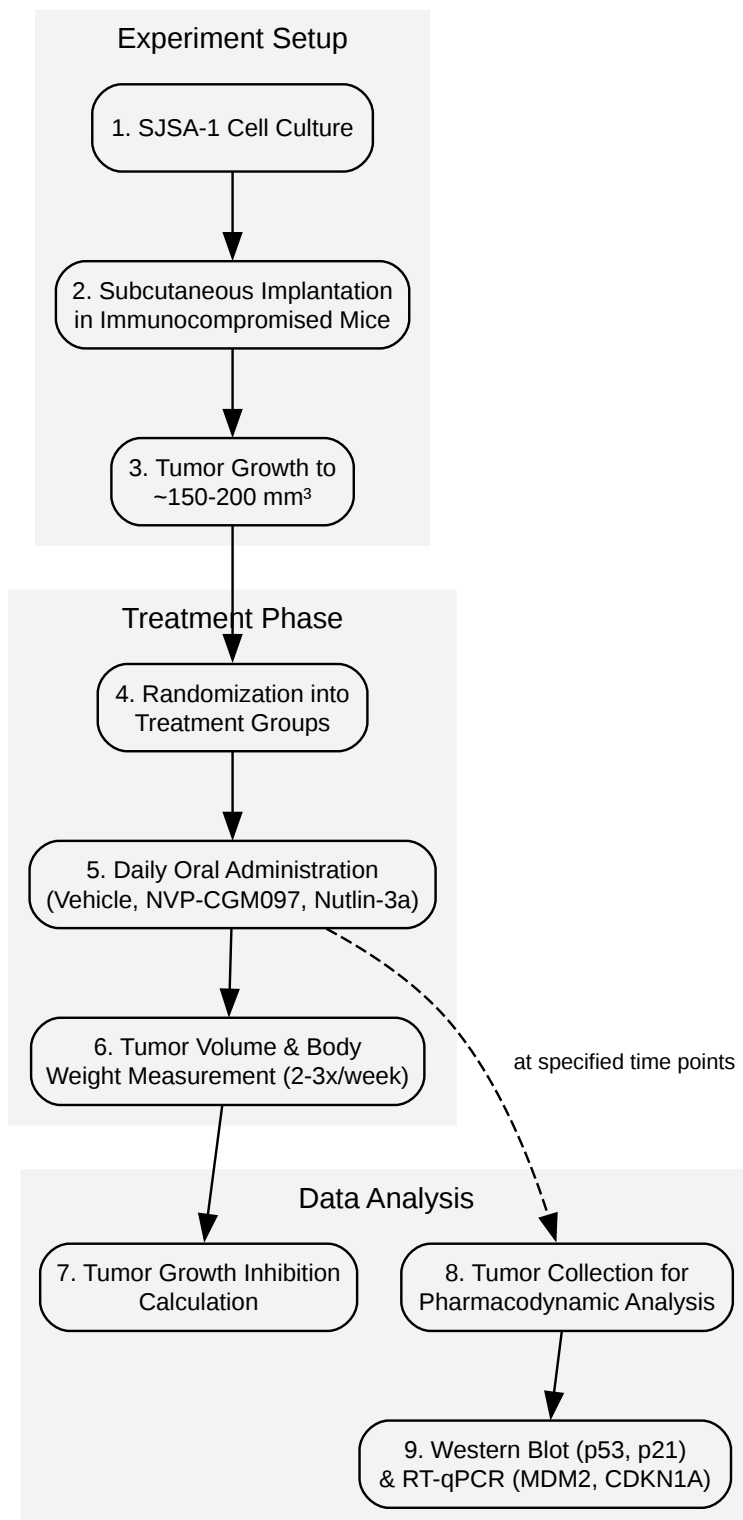 Experiment Setup
1. SJSA-1 Cell Culture
2. Subcutaneous Implantation
in Immunocompromised Mice
3. Tumor Growth to
~150-200 mm³
Treatment Phase
4. Randomization into
Treatment Groups
5. Daily Oral Administration
(Vehicle, NVP-CGM097, Nutlin-3a)
6. Tumor Volume & Body
Weight Measurement (2-3x/week)
at specified time points
Data Analysis
7. Tumor Growth Inhibition
Calculation
8. Tumor Collection for
Pharmacodynamic Analysis
9. Western Blot (p53, p21)
& RT-qPCR (MDM2, CDKN1A)